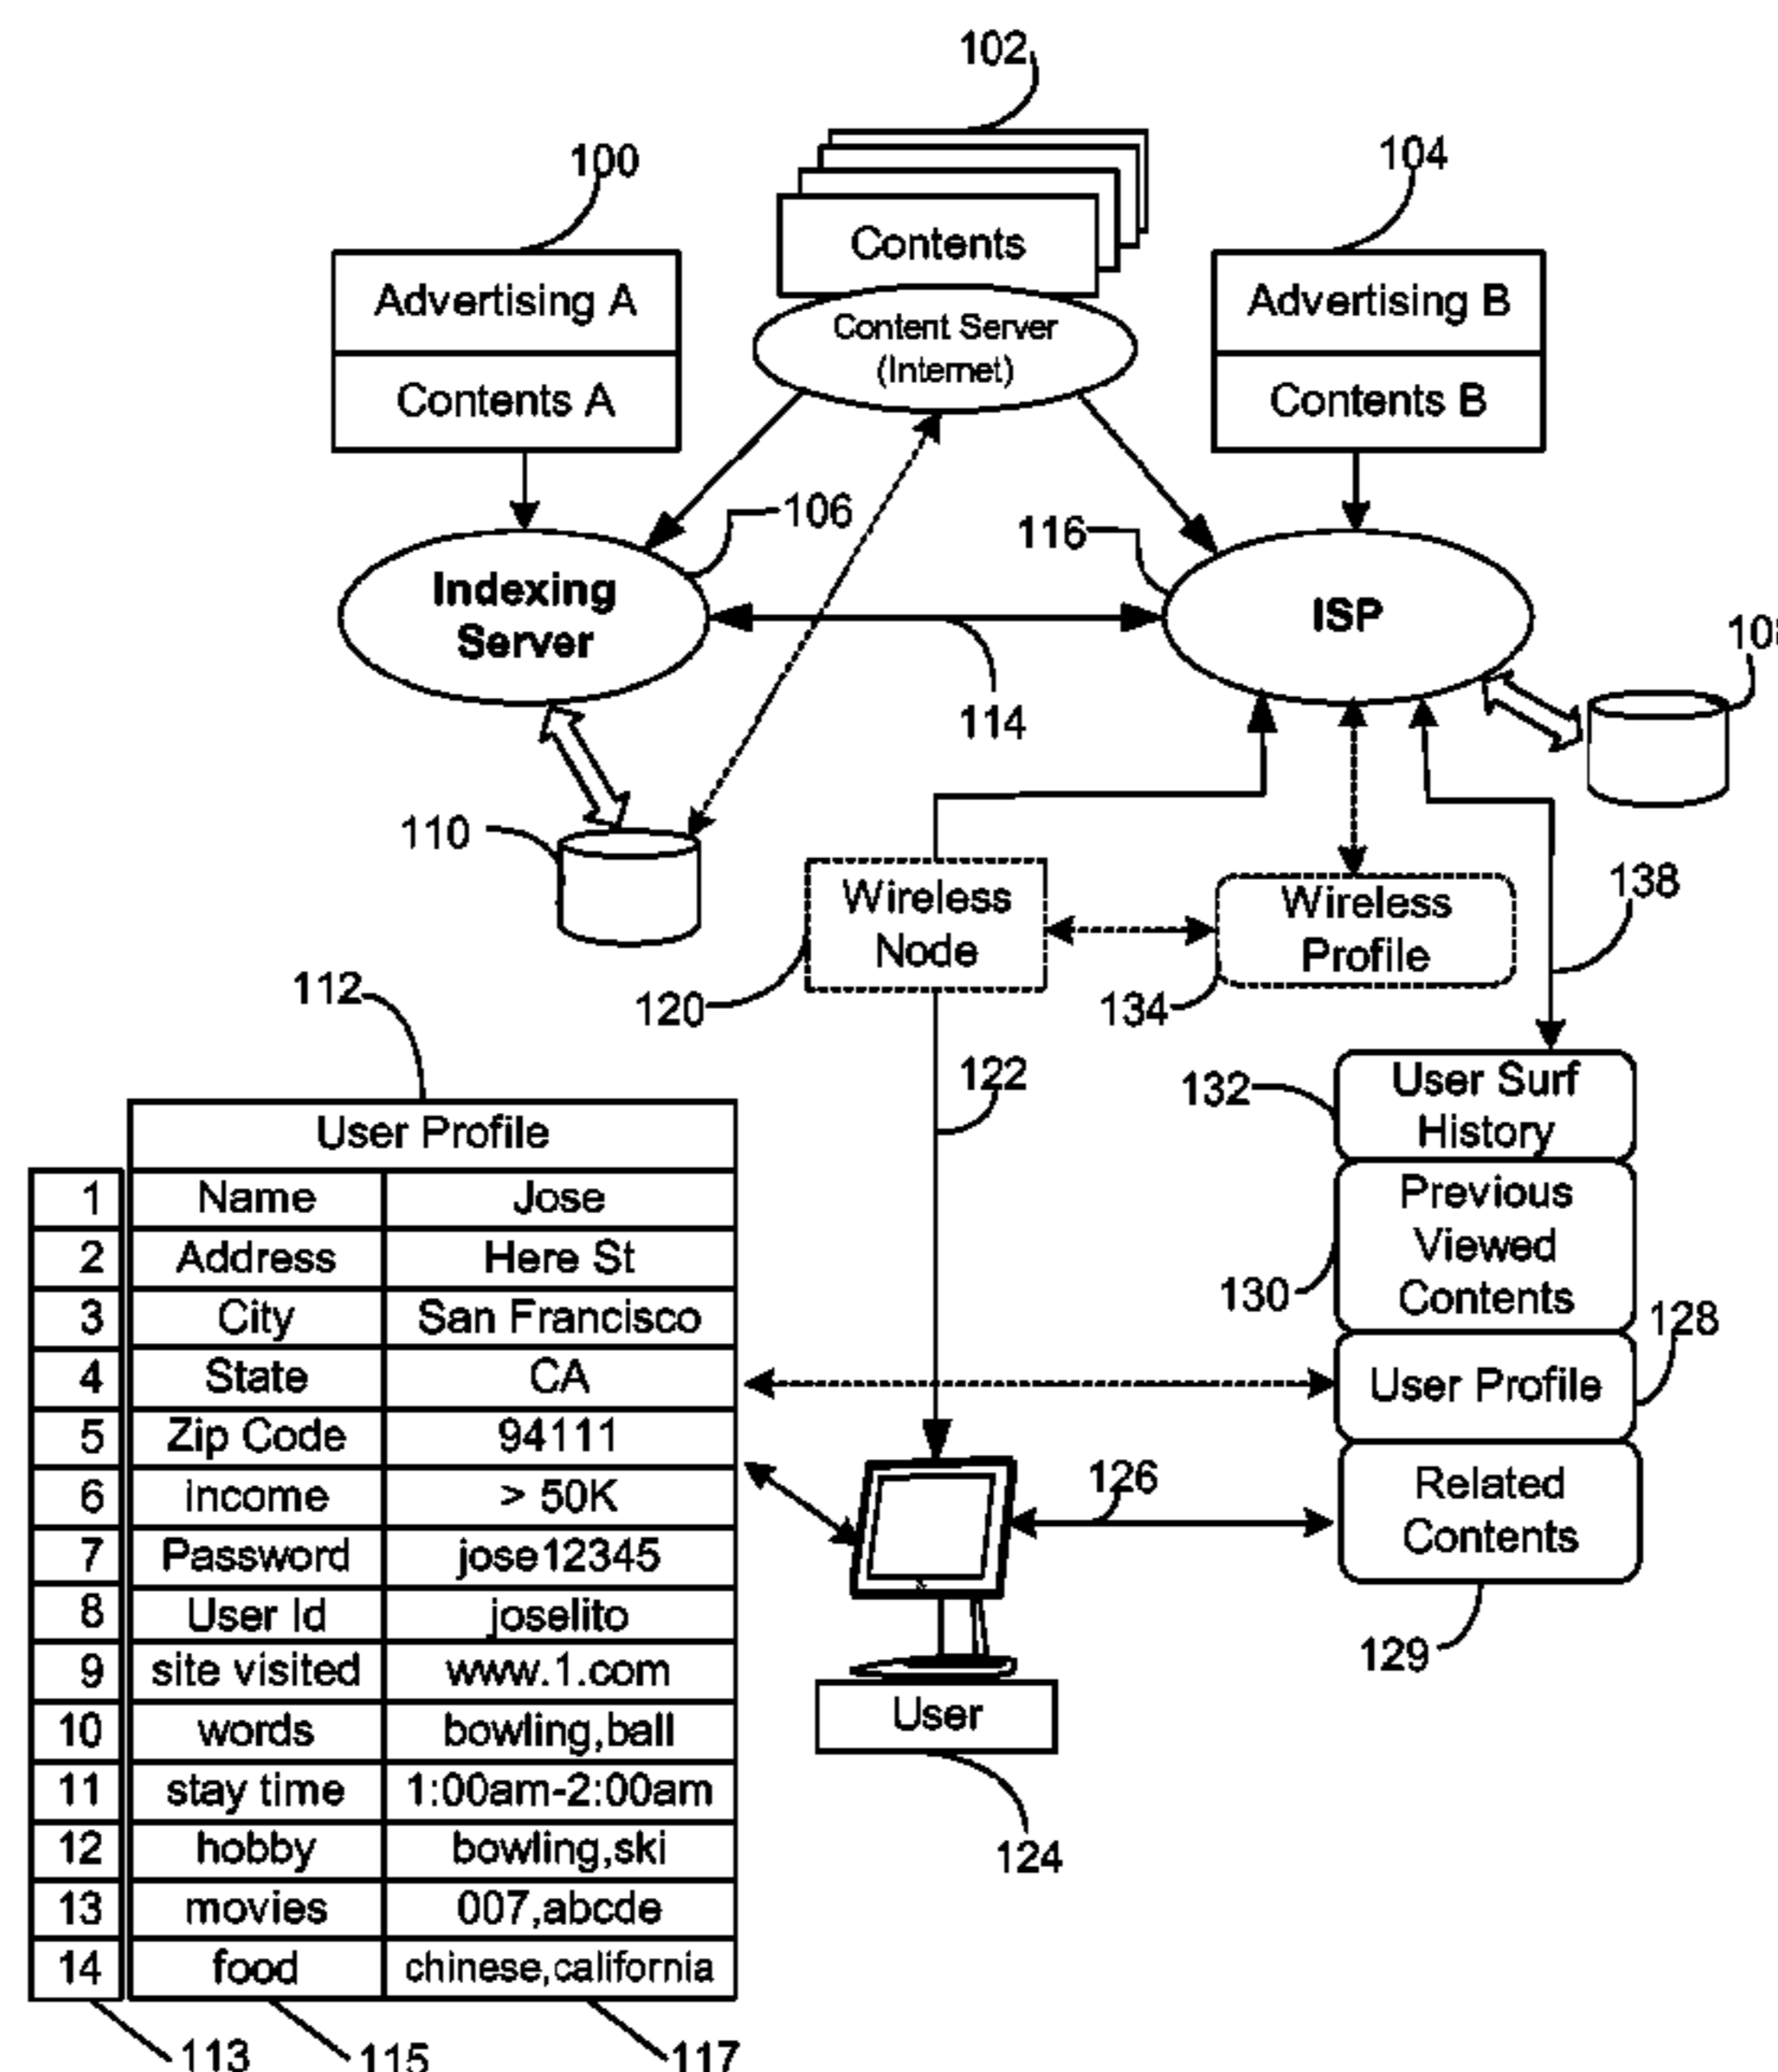 102
100
104
Contents
Advertising A
Content Server
(Internet)
Advertising B
Contents A
Contents B
106
116
Indexing
Server
ISP
114
110
Wireless
Node
Wireless
Profile
138
120
134
112
122
132
User Surf
History
User Profile
1 Name Jose
2 Address Here St
3 City San Francisco
4 State CA
5 Zip Code 94111
6 income > 50K
7 Password jose12345
8 User Id joselito
9 site visited www.1.com
10 words bowling,ball
11 stay time 1:00am-2:00am
12 hobby bowling,ski
13 movies 007,abcde
14 food chinese,california
113
115
117
Previous
Viewed
Contents
130
128
User Profile
126
Related
Contents
129
User
124